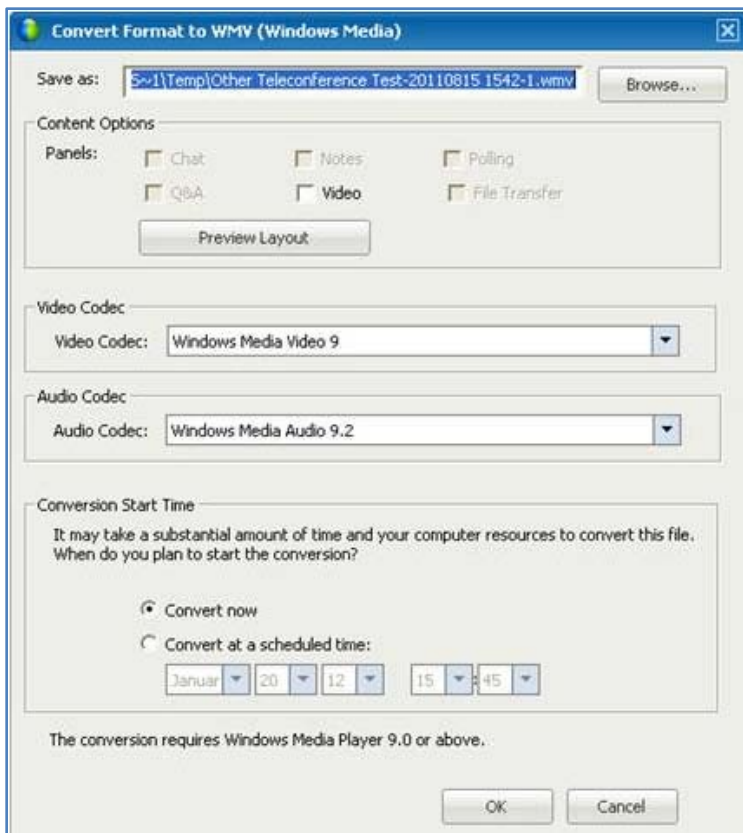 Convert Format to WMV (Windows Media)
Save as: S~1\Temp\Other Teleconference Test-20110815 1542-1.wmv Browse...
Content Options
Panels: Chat Notes Polling
Q&A Video File Transfer
Preview Layout
Video Codec
Video Codec: Windows Media Video 9
Audio Codec
Audio Codec: Windows Media Audio 9.2
Conversion Start Time
It may take a substantial amount of time and your computer resources to convert this file.
When do you plan to start the conversion?
Convert now
Convert at a scheduled time:
Januar 20 12 15 : 45
The conversion requires Windows Media Player 9.0 or above.
OK Cancel